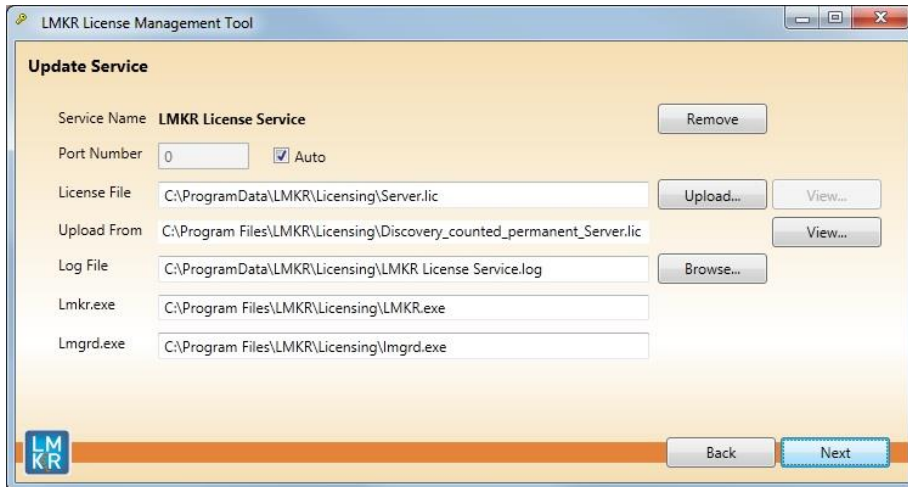 LMKR License Management Tool
Update Service
Service Name LMKR License Service Remove
Port Number 0 Auto
License File C:\ProgramData\LMKR\Licensing\Server.lic Upload... View...
Upload From C:\Program Files\LMKR\Licensing\Discovery_counted_permanent_Server.lic View...
Log File C:\ProgramData\LMKR\Licensing\LMKR License Service.log Browse...
Lmkr.exe C:\Program Files\LMKR\Licensing\LMKR.exe
Lmgrd.exe C:\Program Files\LMKR\Licensing\lmgrd.exe
LM
KR
Back Next